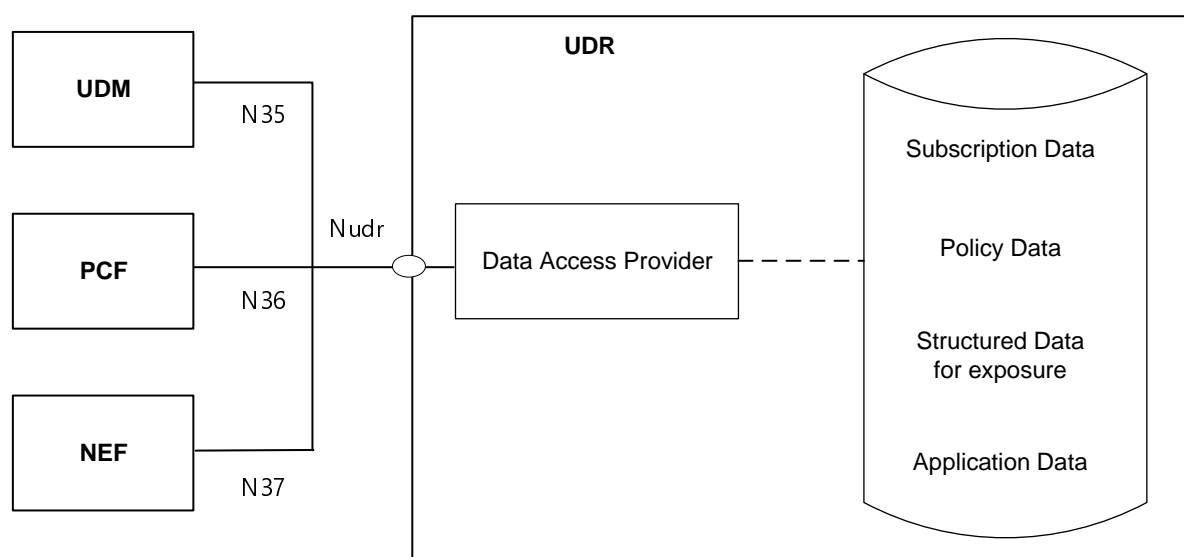 UDR
UDM
N35
Subscription Data
Nudr
Data Access Provider
Policy Data
PCF
N36
Structured Data
for exposure
NEF
Application Data
N37